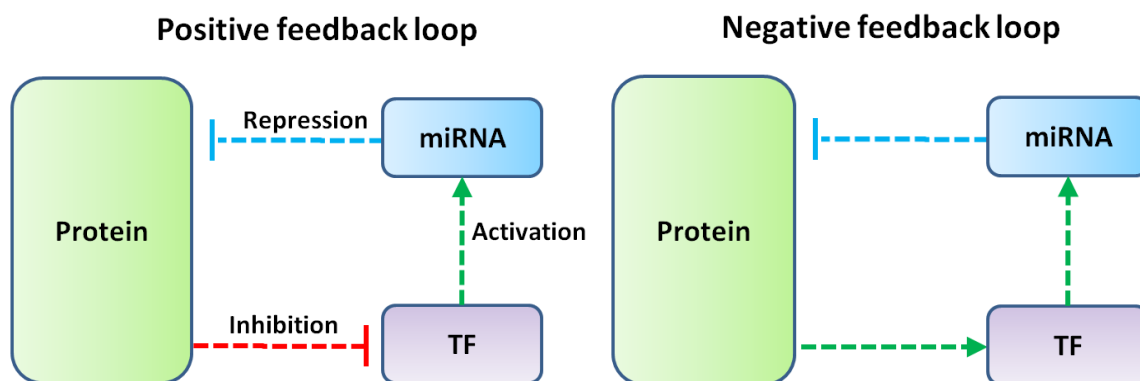 Positive feedback loop
Negative feedback loop
Repression
miRNA
miRNA
Protein
Activation
Protein
Inhibition
TF
TF